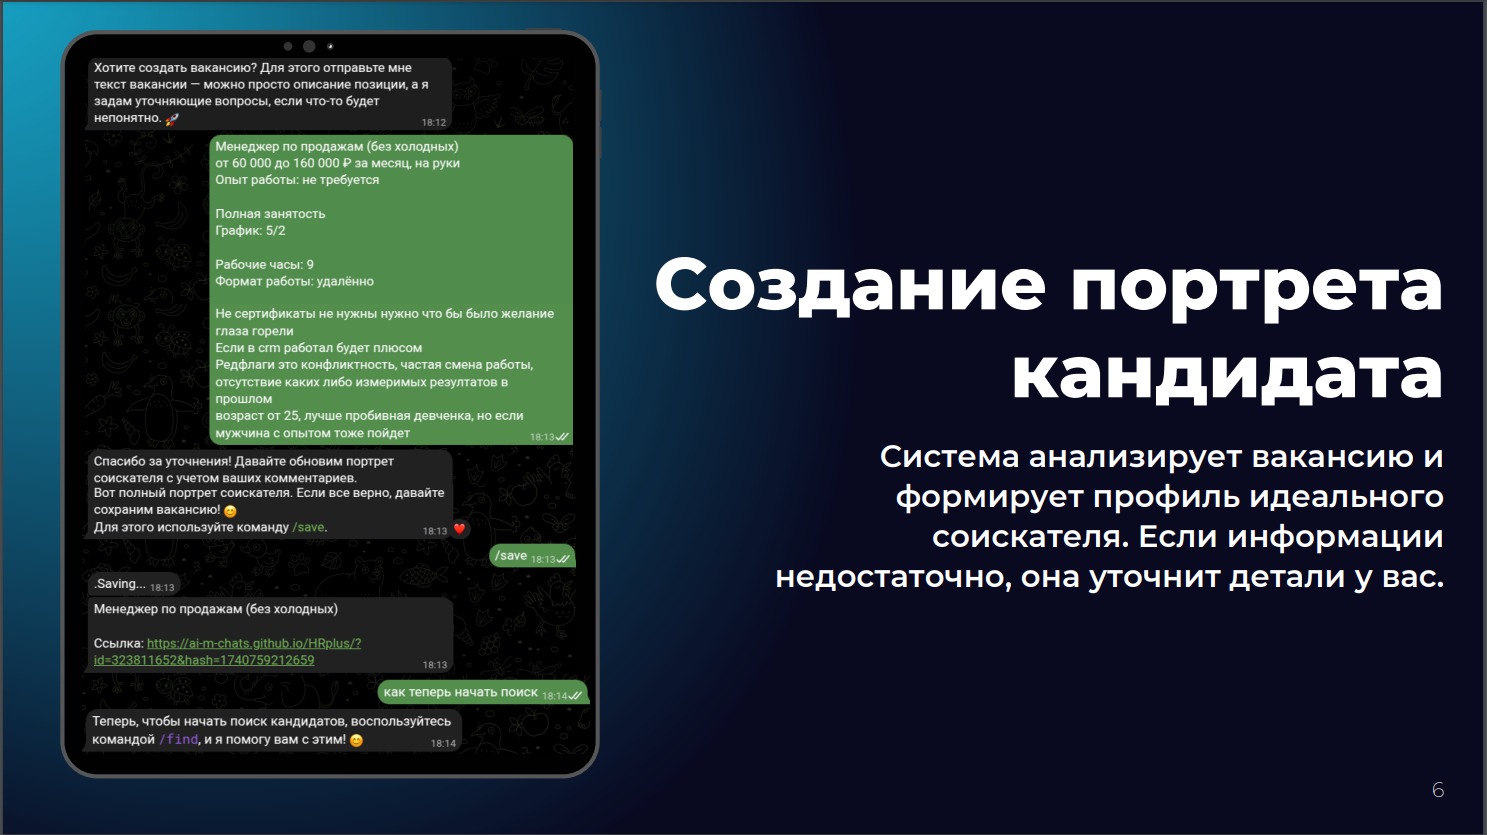 Хотите создать вакансию? Для этого отправьте мне
текст вакансии — можно просто описание позиции, а я
задам уточняющие вопросы, если что-то будет
непонятно. 🚀
18:12
Менеджер по продажам (без холодных)
от 60 000 до 160 000 ₽ за месяц, на руки
Опыт работы: не требуется
Полная занятость
График: 5/2
Рабочие часы: 9
Формат работы: удалённо
Не сертификаты не нужны нужно что бы было желание
глаза горели
Если в crm работал будет плюсом
Редфлаги это конфликтность, частая смена работы,
отсутствие каких либо измеримых резултатов в
прошлом
возраст от 25, лучше пробивная девченка, но если
мужчина с опытом тоже пойдет
18:13
Спасибо за уточнения! Давайте обновим портрет
соискателя с учетом ваших комментариев.
Вот полный портрет соискателя. Если все верно, давайте
сохраним вакансию! 😊
Для этого используйте команду /save.
18:13 ❤️
/save 18:13
.Saving... 18:13
Менеджер по продажам (без холодных)
Ссылка: https://ai-m-chats.github.io/HRplus/?
id=323811652&hash=1740759212659
18:13
как теперь начать поиск 18:14
Теперь, чтобы начать поиск кандидатов, воспользуйтесь
командой /find, и я помогу вам с этим! 😊
18:14
Создание портрета
кандидата
Система анализирует вакансию и
формирует профиль идеального
соискателя. Если информации
недостаточно, она уточнит детали у вас.
6